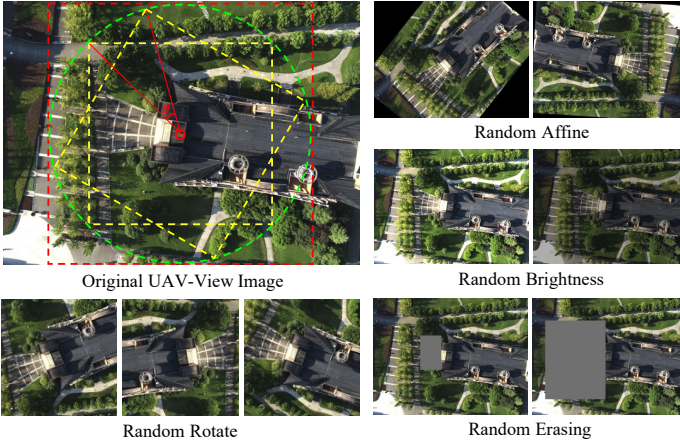 Original UAV-View Image
Random Affine
Random Brightness
Random Rotate
Random Erasing